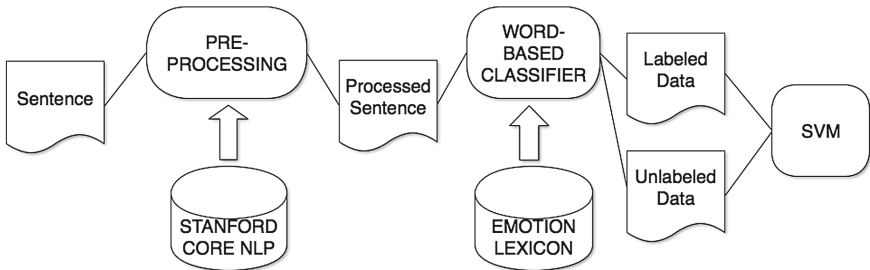 Sentence
PRE-
PROCESSING
STANFORD
CORE NLP
Processed
Sentence
WORD-
BASED
CLASSIFIER
EMOTION
LEXICON
Labeled
Data
Unlabeled
Data
SVM